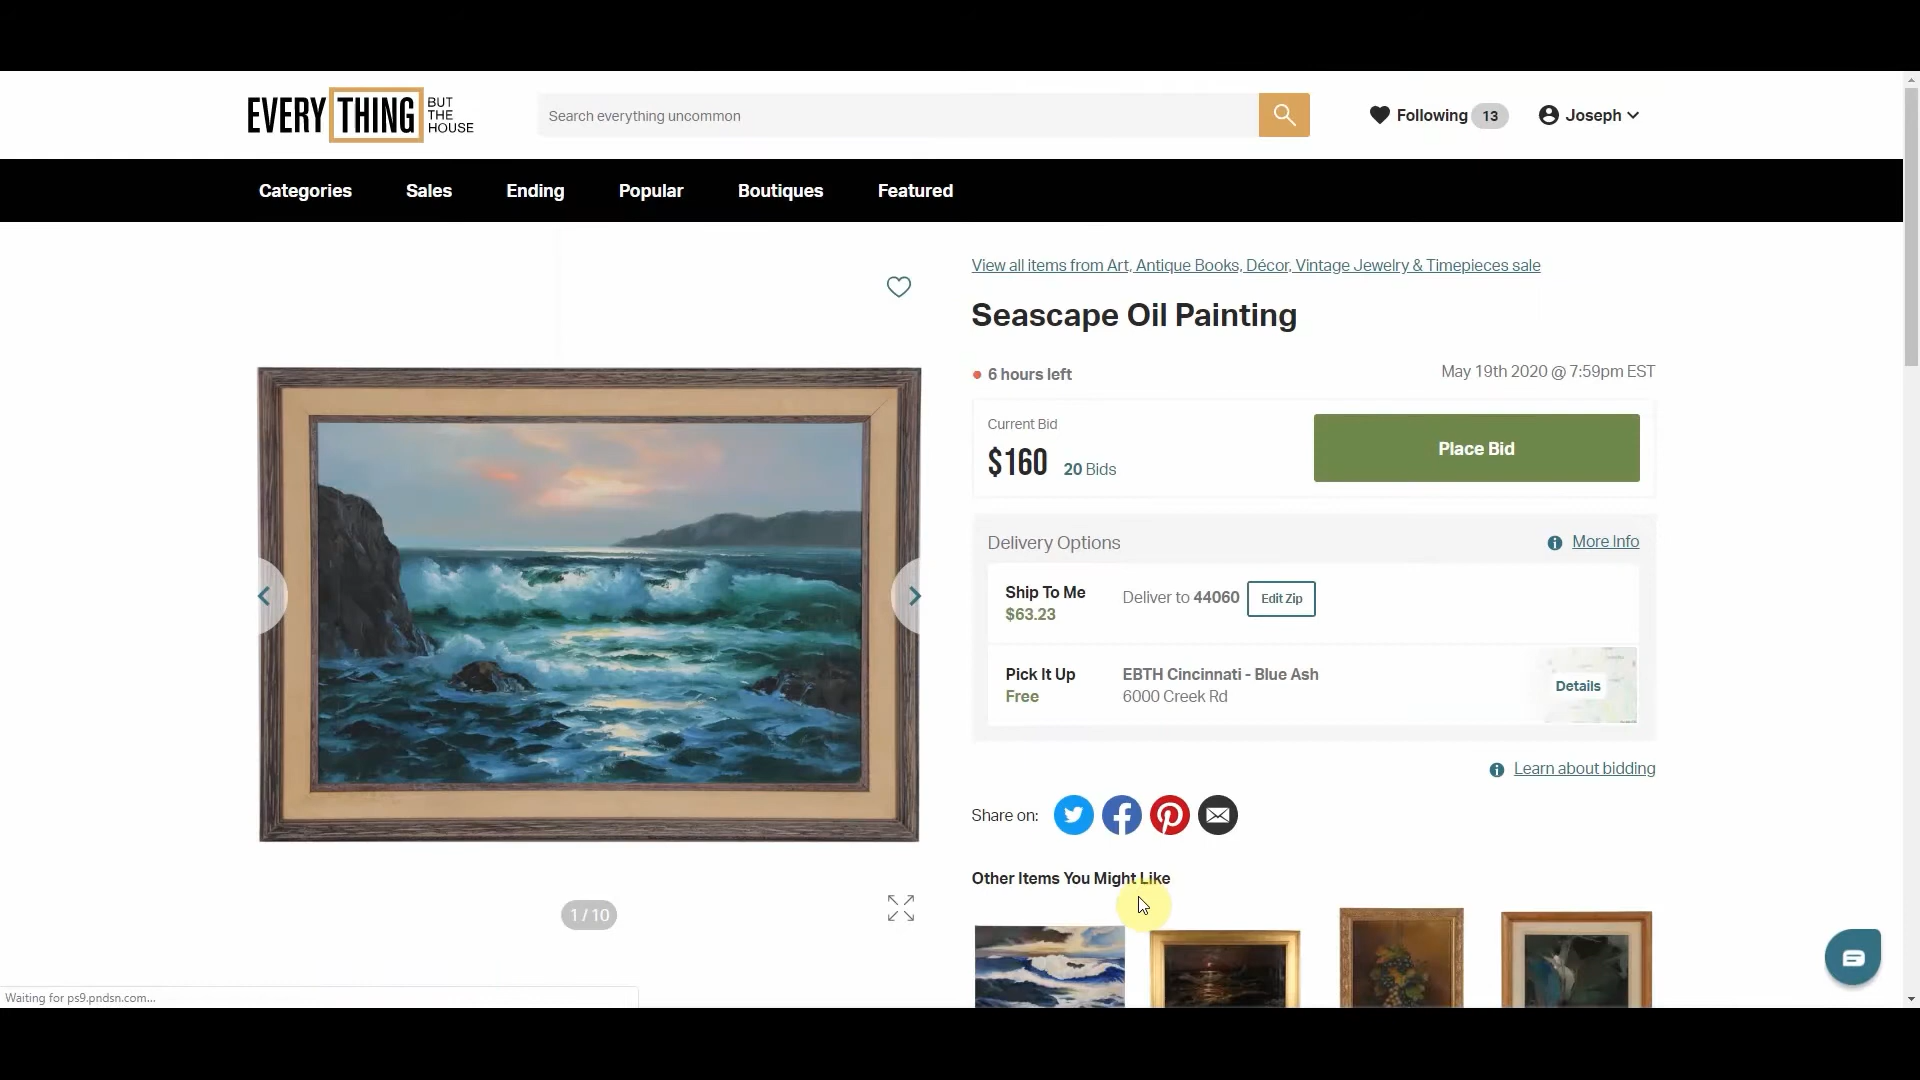 EVERY THING BUT THE HOUSE
Search everything uncommon
Following 13
Joseph
Categories Sales Ending Popular Boutiques Featured
View all items from Art, Antique Books, Décor, Vintage Jewelry & Timepieces sale
Seascape Oil Painting
6 hours left
May 19th 2020 @ 7:59pm EST
Current Bid
$160 20 Bids
Place Bid
Delivery Options
More Info
Ship To Me
$63.23
Deliver to 44060
Edit Zip
Pick It Up
Free
EBTH Cincinnati - Blue Ash
6000 Creek Rd
Details
Learn about bidding
Share on:
Other Items You Might Like
1 / 10
Waiting for ps9.pndsn.com...